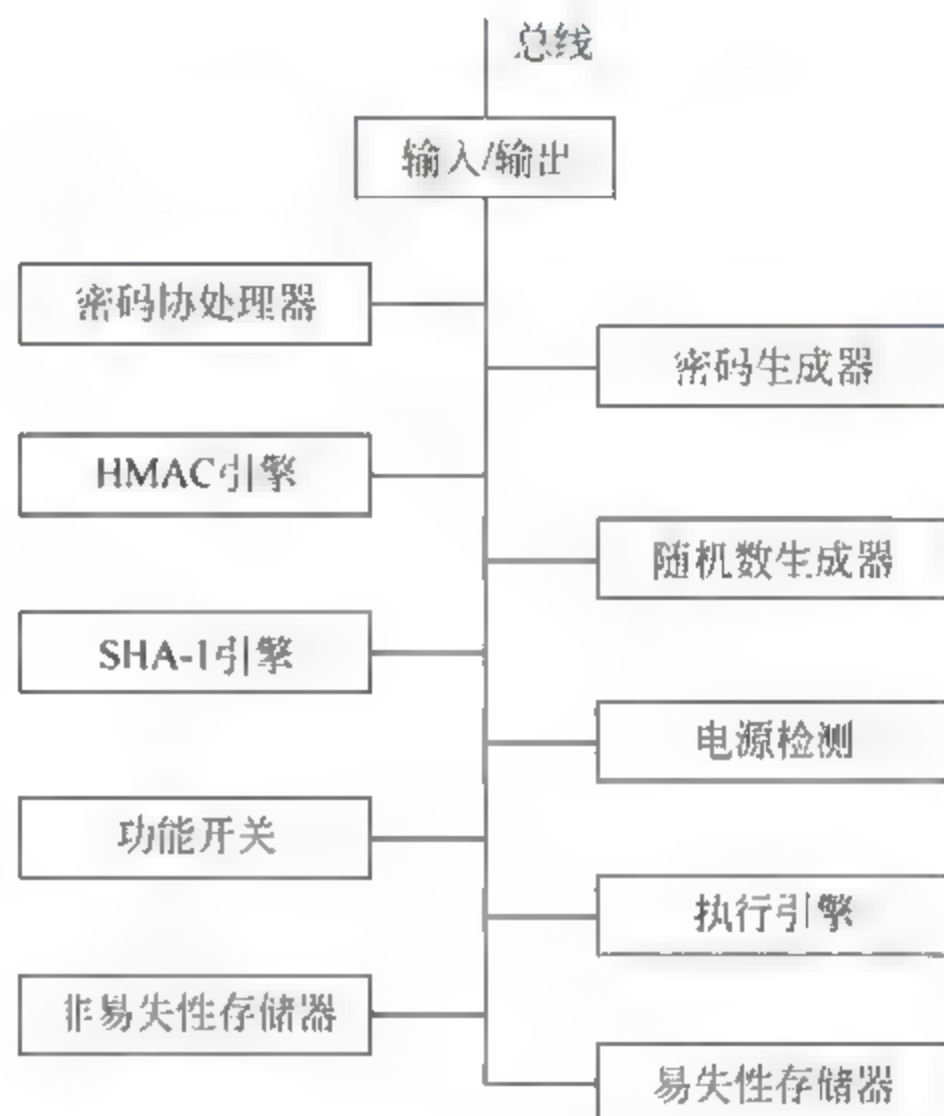 总线
输入/输出
密码协处理器
密码生成器
HMAC引擎
随机数生成器
SHA-1引擎
电源检测
功能开关
执行引擎
非易失性存储器
易失性存储器